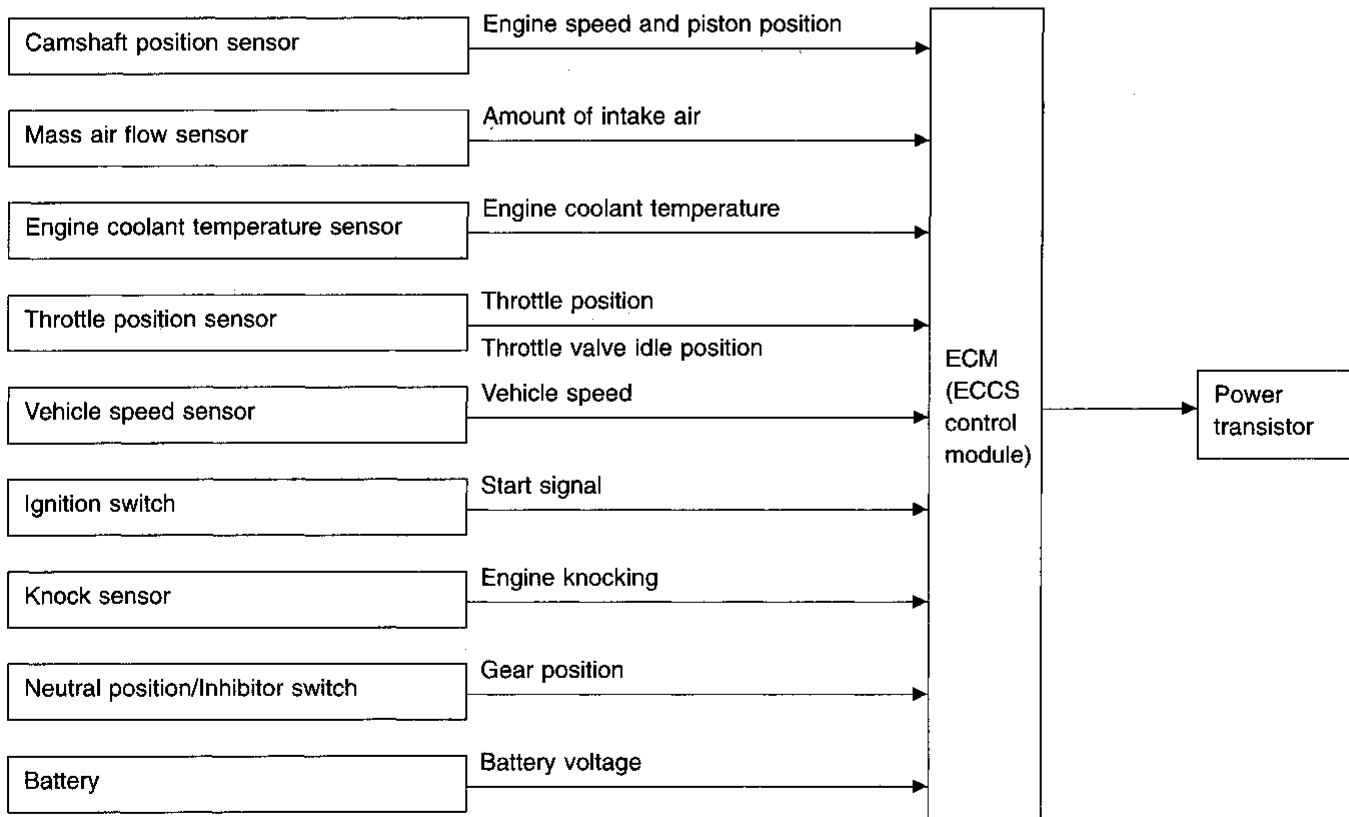 Camshaft position sensor
Engine speed and piston position
Mass air flow sensor
Amount of intake air
Engine coolant temperature sensor
Engine coolant temperature
Throttle position sensor
Throttle position
Throttle valve idle position
Vehicle speed sensor
Vehicle speed
Ignition switch
Start signal
Knock sensor
Engine knocking
Neutral position/Inhibitor switch
Gear position
Battery
Battery voltage
ECM
(ECCS
control
module)
Power
transistor